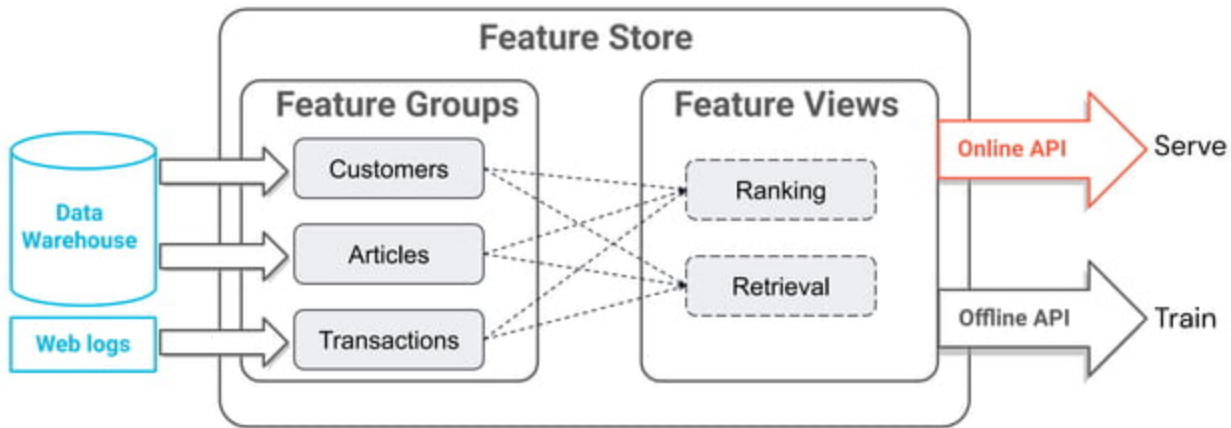 Feature Store
Feature Groups
Feature Views
Data
Warehouse
Web logs
Customers
Articles
Transactions
Ranking
Retrieval
Online API
Serve
Offline API
Train